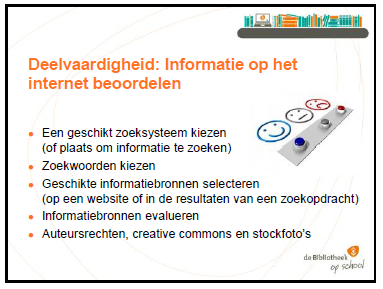 Deelvaardigheid: Informatie op het
internet beoordelen
• Een geschikt zoeksysteem kiezen
(of plaats om informatie te zoeken)
• Zoekwoorden kiezen
• Geschikte informatiebronnen selecteren
(op een website of in de resultaten van een zoekopdracht)
• Informatiebronnen evalueren
• Auteursrechten, creative commons en stockfoto's
de Bibliotheek
op school